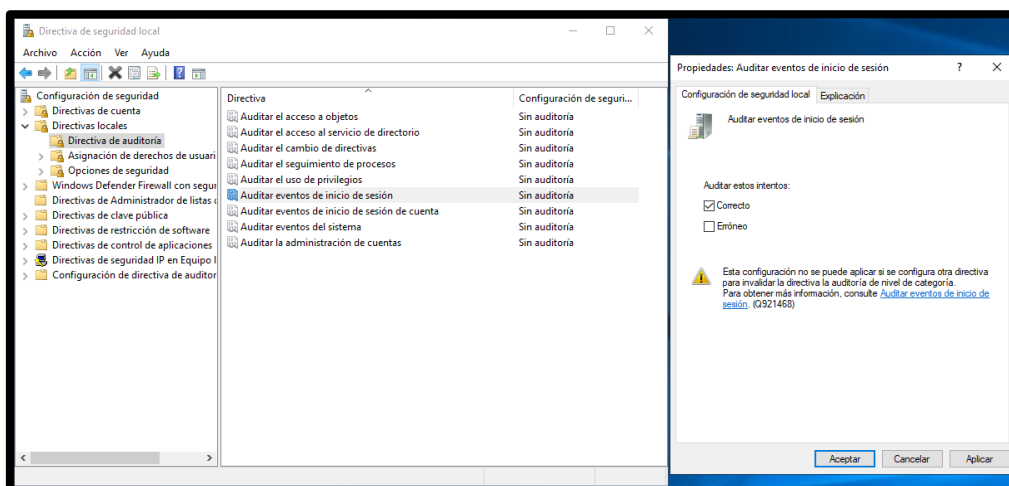 Directiva de seguridad local
Archivo Acción Ver Ayuda
Configuración de seguridad
Directivas de cuenta
Directivas locales
Directiva de auditoría
Asignación de derechos de usuari
Opciones de seguridad
Windows Defender Firewall con segur
Directivas de Administrador de listas c
Directivas de clave pública
Directivas de restricción de software
Directivas de control de aplicaciones
Directivas de seguridad IP en Equipo l
Configuración de directiva de auditor
Directiva Configuración de seguri...
Auditar el acceso a objetos Sin auditoría
Auditar el acceso al servicio de directorio Sin auditoría
Auditar el cambio de directivas Sin auditoría
Auditar el seguimiento de procesos Sin auditoría
Auditar el uso de privilegios Sin auditoría
Auditar eventos de inicio de sesión Sin auditoría
Auditar eventos de inicio de sesión de cuenta Sin auditoría
Auditar eventos del sistema Sin auditoría
Auditar la administración de cuentas Sin auditoría
Propiedades: Auditar eventos de inicio de sesión ?
Configuración de seguridad local Explicación
Auditar eventos de inicio de sesión
Auditar estos intentos:
Correcto
Erróneo
Esta configuración no se puede aplicar si se configura otra directiva
para invalidar la directiva la auditoría de nivel de categoría.
Para obtener más información, consulte Auditar eventos de inicio de
sesión. (Q921468)
Aceptar Cancelar Aplicar